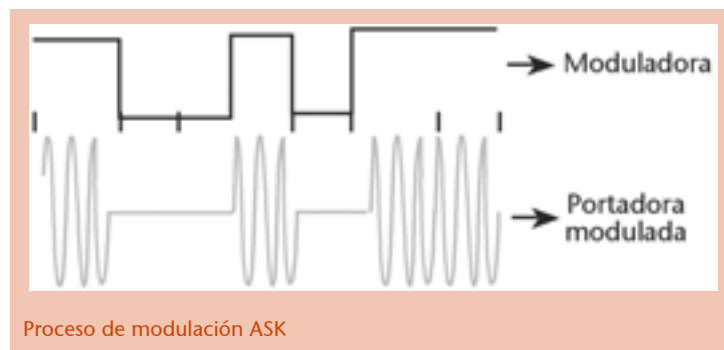 Moduladora
Portadora
modulada
Proceso de modulación ASK